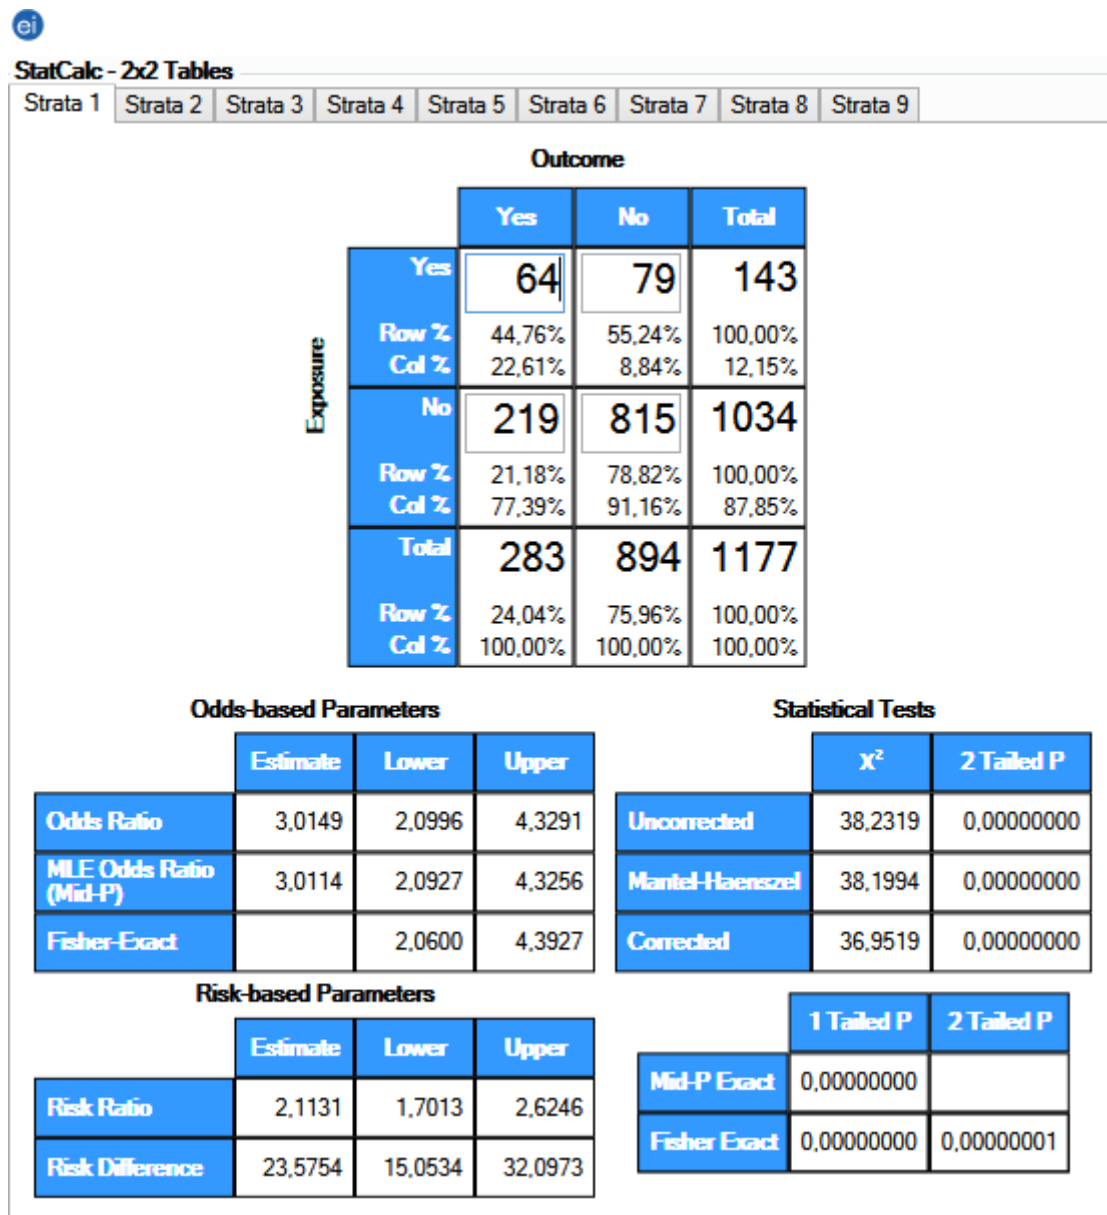 ei
StatCalc - 2x2 Tables
Strata 1 Strata 2 Strata 3 Strata 4 Strata 5 Strata 6 Strata 7 Strata 8 Strata 9
Outcome
Yes No Total
Exposure
Yes 64 79 143
Row % 44,76% 55,24% 100,00%
Col % 22,61% 8,84% 12,15%
No 219 815 1034
Row % 21,18% 78,82% 100,00%
Col % 77,39% 91,16% 87,85%
Total 283 894 1177
Row % 24,04% 75,96% 100,00%
Col % 100,00% 100,00% 100,00%
Odds-based Parameters
Estimate Lower Upper
Odds Ratio 3,0149 2,0996 4,3291
MLE Odds Ratio
(Mid-P) 3,0114 2,0927 4,3256
Fisher-Exact 2,0600 4,3927
Statistical Tests
X² 2 Tailed P
Uncorrected 38,2319 0,00000000
Mantel-Haenszel 38,1994 0,00000000
Corrected 36,9519 0,00000000
Risk-based Parameters
Estimate Lower Upper
Risk Ratio 2,1131 1,7013 2,6246
Risk Difference 23,5754 15,0534 32,0973
1 Tailed P 2 Tailed P
Mid-P Exact 0,00000000
Fisher Exact 0,00000000 0,00000001